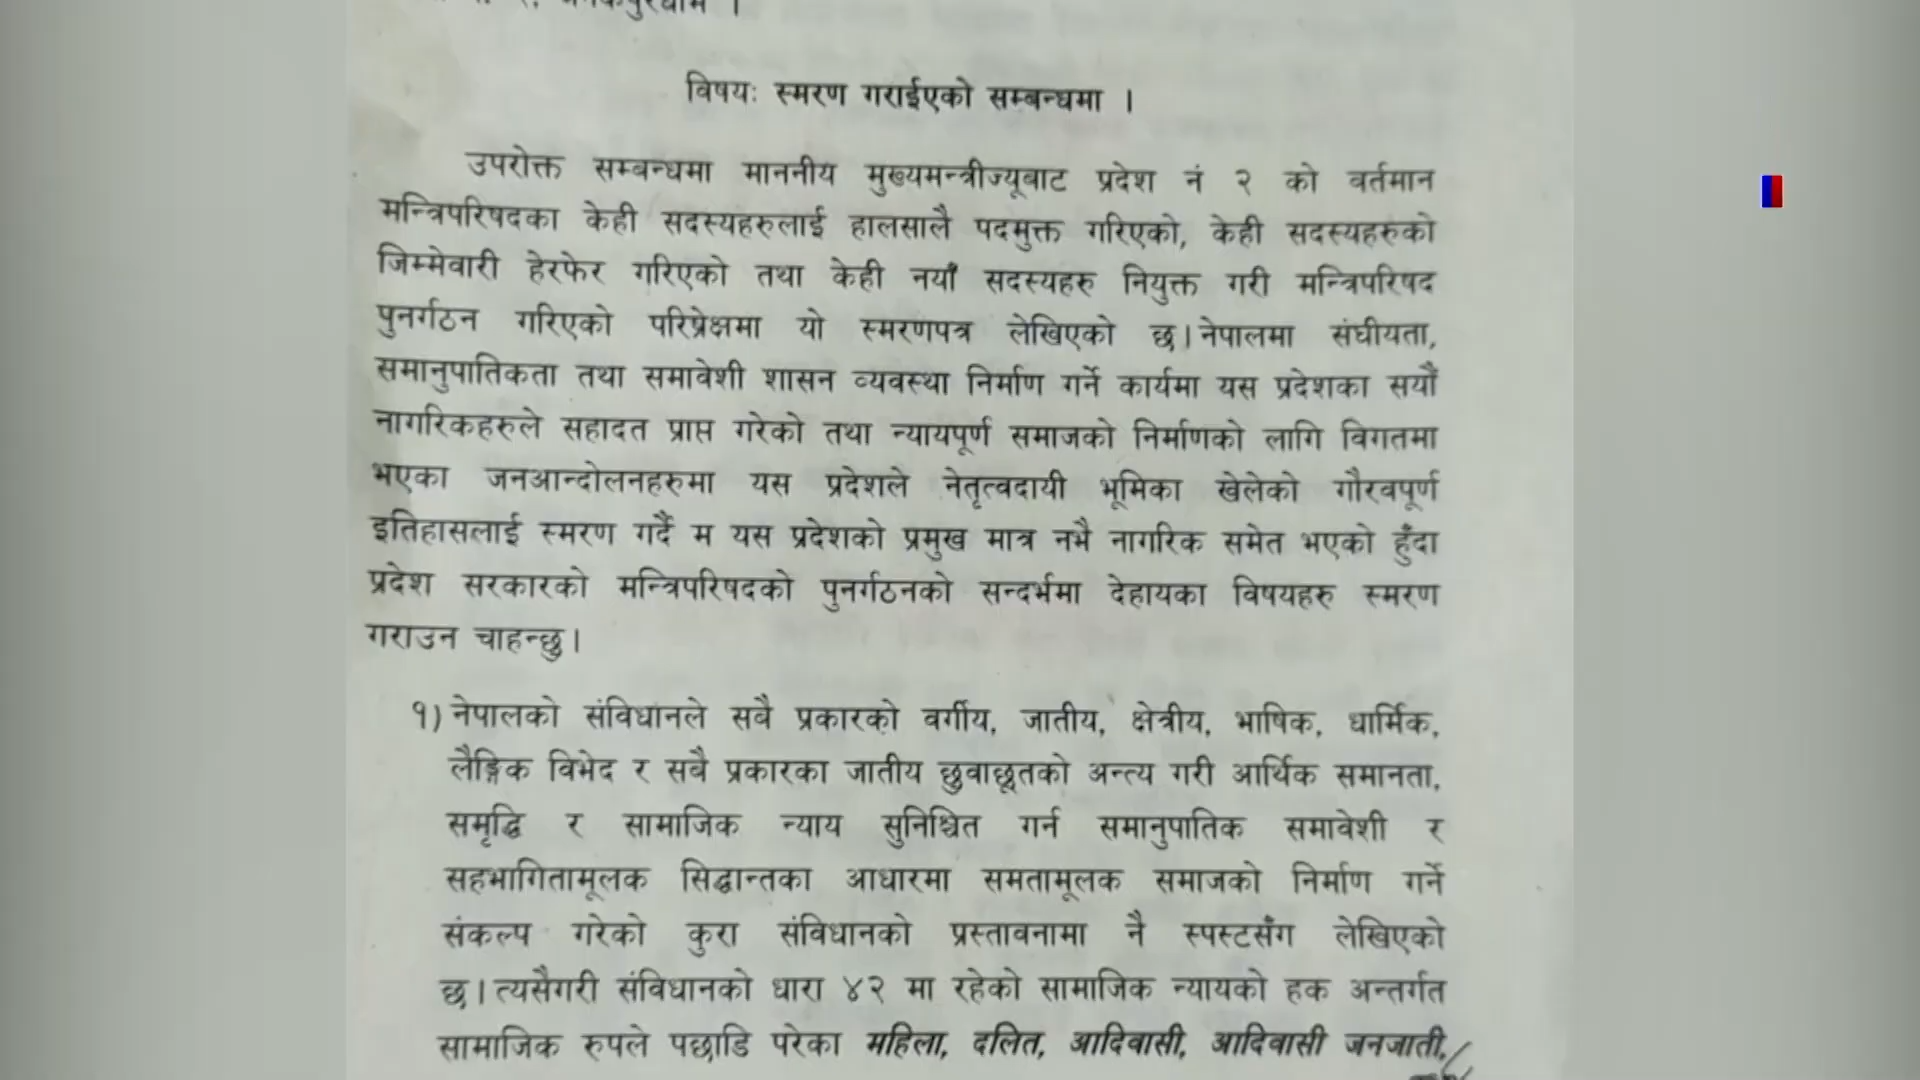 जनकपुरधाम ।
विषयः स्मरण गराईएको सम्बन्धमा ।
उपरोक्त सम्बन्धमा माननीय मुख्यमन्त्रीज्यूबाट प्रदेश नं २ को वर्तमान
मन्त्रिपरिषदका केही सदस्यहरुलाई हालसालै पदमुक्त गरिएको, केही सदस्यहरुको
जिम्मेवारी हेरफेर गरिएको तथा केही नयाँ सदस्यहरु नियुक्त गरी मन्त्रिपरिषद
पुनर्गठन गरिएको परिप्रेक्षमा यो स्मरणपत्र लेखिएको छ। नेपालमा संघीयता,
समानुपातिकता तथा समावेशी शासन व्यवस्था निर्माण गर्ने कार्यमा यस प्रदेशका सयौं
नागरिकहरुले सहादत प्राप्त गरेको तथा न्यायपूर्ण समाजको निर्माणको लागि विगतमा
भएका जनआन्दोलनहरुमा यस प्रदेशले नेतृत्वदायी भूमिका खेलेको गौरवपूर्ण
इतिहासलाई स्मरण गर्दै म यस प्रदेशको प्रमुख मात्र नभै नागरिक समेत भएको हुँदा
प्रदेश सरकारको मन्त्रिपरिषदको पुनर्गठनको सन्दर्भमा देहायका विषयहरु स्मरण
गराउन चाहन्छु।
१) नेपालको संविधानले सबै प्रकारको वर्गीय, जातीय, क्षेत्रीय, भाषिक, धार्मिक,
लैङ्गिक विभेद र सबै प्रकारका जातीय छुवाछूतको अन्त्य गरी आर्थिक समानता,
समृद्धि र सामाजिक न्याय सुनिश्चित गर्न समानुपातिक समावेशी र
सहभागितामूलक सिद्धान्तका आधारमा समतामूलक समाजको निर्माण गर्ने
संकल्प गरेको कुरा संविधानको प्रस्तावनामा नै स्पस्टसँग लेखिएको
छ। त्यसैगरी संविधानको धारा ४२ मा रहेको सामाजिक न्यायको हक अन्तर्गत
सामाजिक रुपले पछाडि परेका महिला, दलित, आदिवासी, आदिवासी जनजाती,